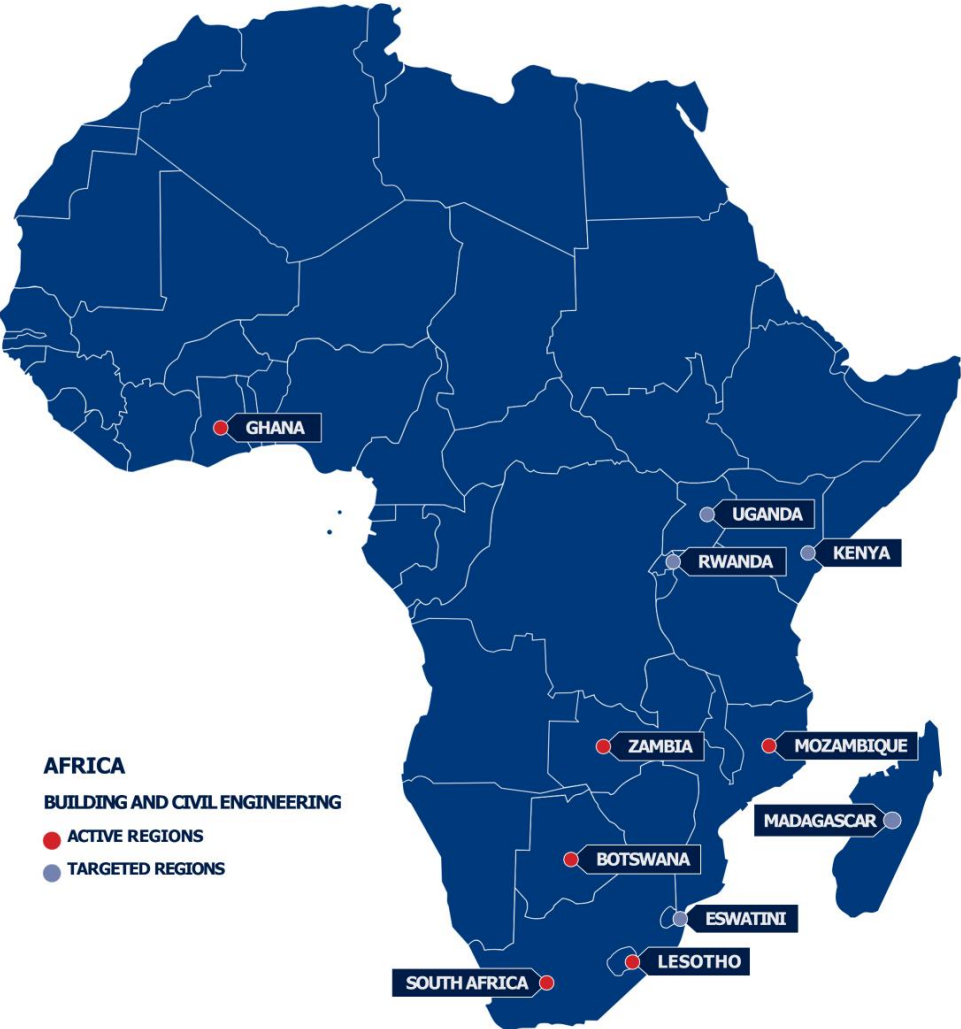 GHANA
UGANDA
KENYA
RWANDA
ZAMBIA
MOZAMBIQUE
MADAGASCAR
BOTSWANA
ESWATINI
LESOTHO
SOUTH AFRICA
AFRICA
BUILDING AND CIVIL ENGINEERING
ACTIVE REGIONS
TARGETED REGIONS